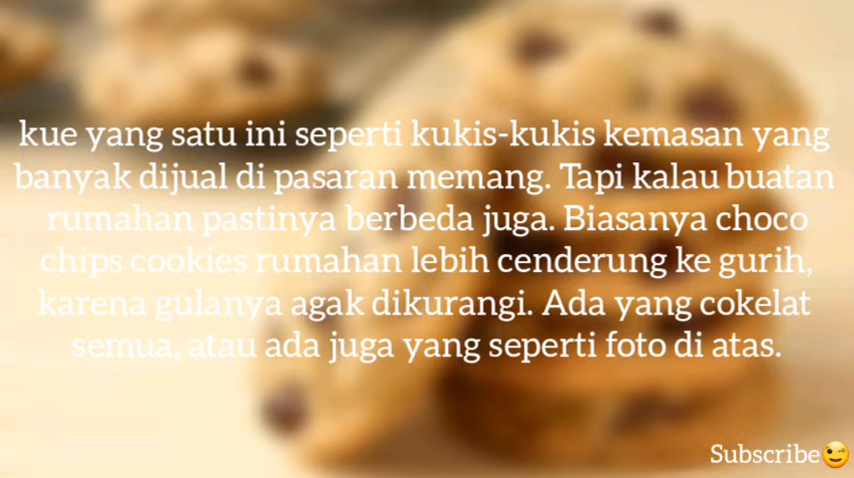 kue yang satu ini seperti kukis-kukis kemasan yang
banyak dijual di pasaran memang. Tapi kalau buatan
rumahan pastinya berbeda juga. Biasanya choco
chips cookies rumahan lebih cenderung ke gurih,
karena gulanya agak dikurangi. Ada yang cokelat
semua, atau ada juga yang seperti foto di atas.
Subscribe😉